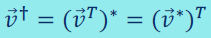 v⃗† = (v⃗ᵀ)* = (v⃗*)ᵀ